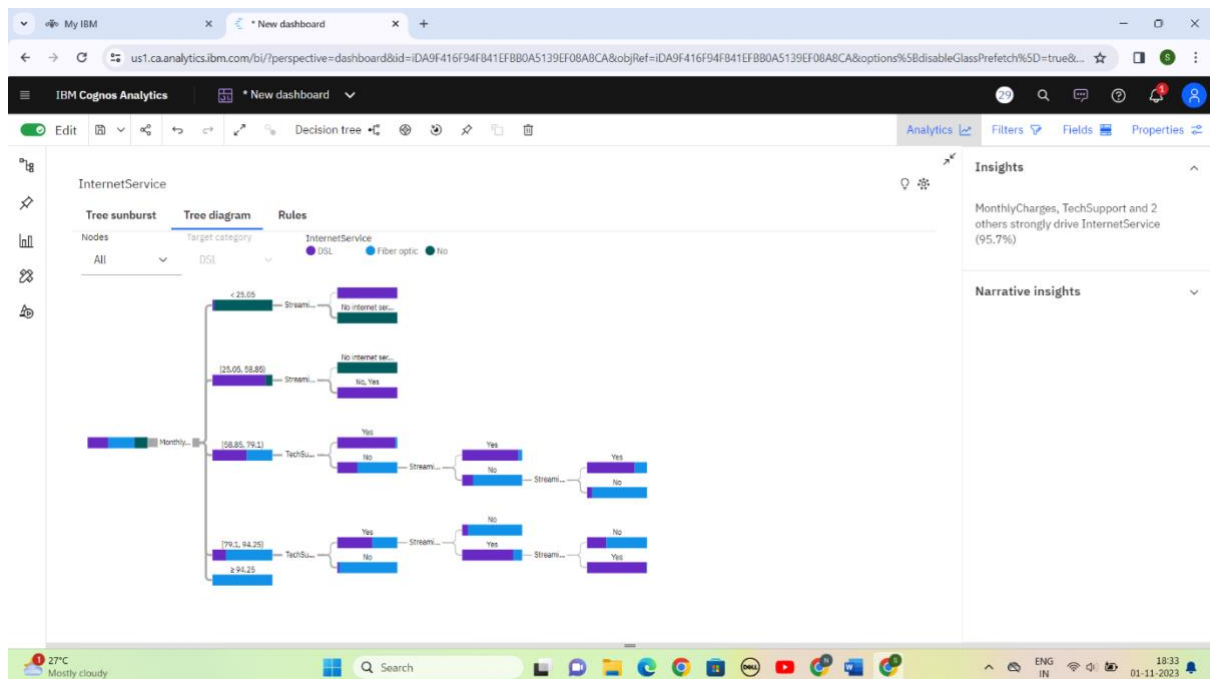 My IBM
* New dashboard
us1.ca.analytics.ibm.com/bi/?perspective=dashboard&id=iDA9F416F94F841EFBB0A5139EF08A8CA&objRef=iDA9F416F94F841EFBB0A5139EF08A8CA&options%5BdisableGlassPrefetch%5D=true&...
S
IBM Cognos Analytics
* New dashboard
29
1
Edit
Decision tree
Analytics
Filters
Fields
Properties
InternetService
Tree sunburst
Tree diagram
Rules
Nodes
Target category
InternetService
All
DSL
DSL
Fiber optic
No
< 25.05
Streami...
No internet ser...
No internet ser...
[25.05, 58.85)
Streami...
No, Yes
Monthly...
[58.85, 79.1)
TechSu...
Yes
No
Streami...
Yes
No
Streami...
Yes
No
[79.1, 94.25)
TechSu...
Yes
No
Streami...
No
Yes
Streami...
No
Yes
≥ 94.25
Insights
MonthlyCharges, TechSupport and 2
others strongly drive InternetService
(95.7%)
Narrative insights
1
27°C
Mostly cloudy
Search
DELL
ENG
IN
18:33
01-11-2023